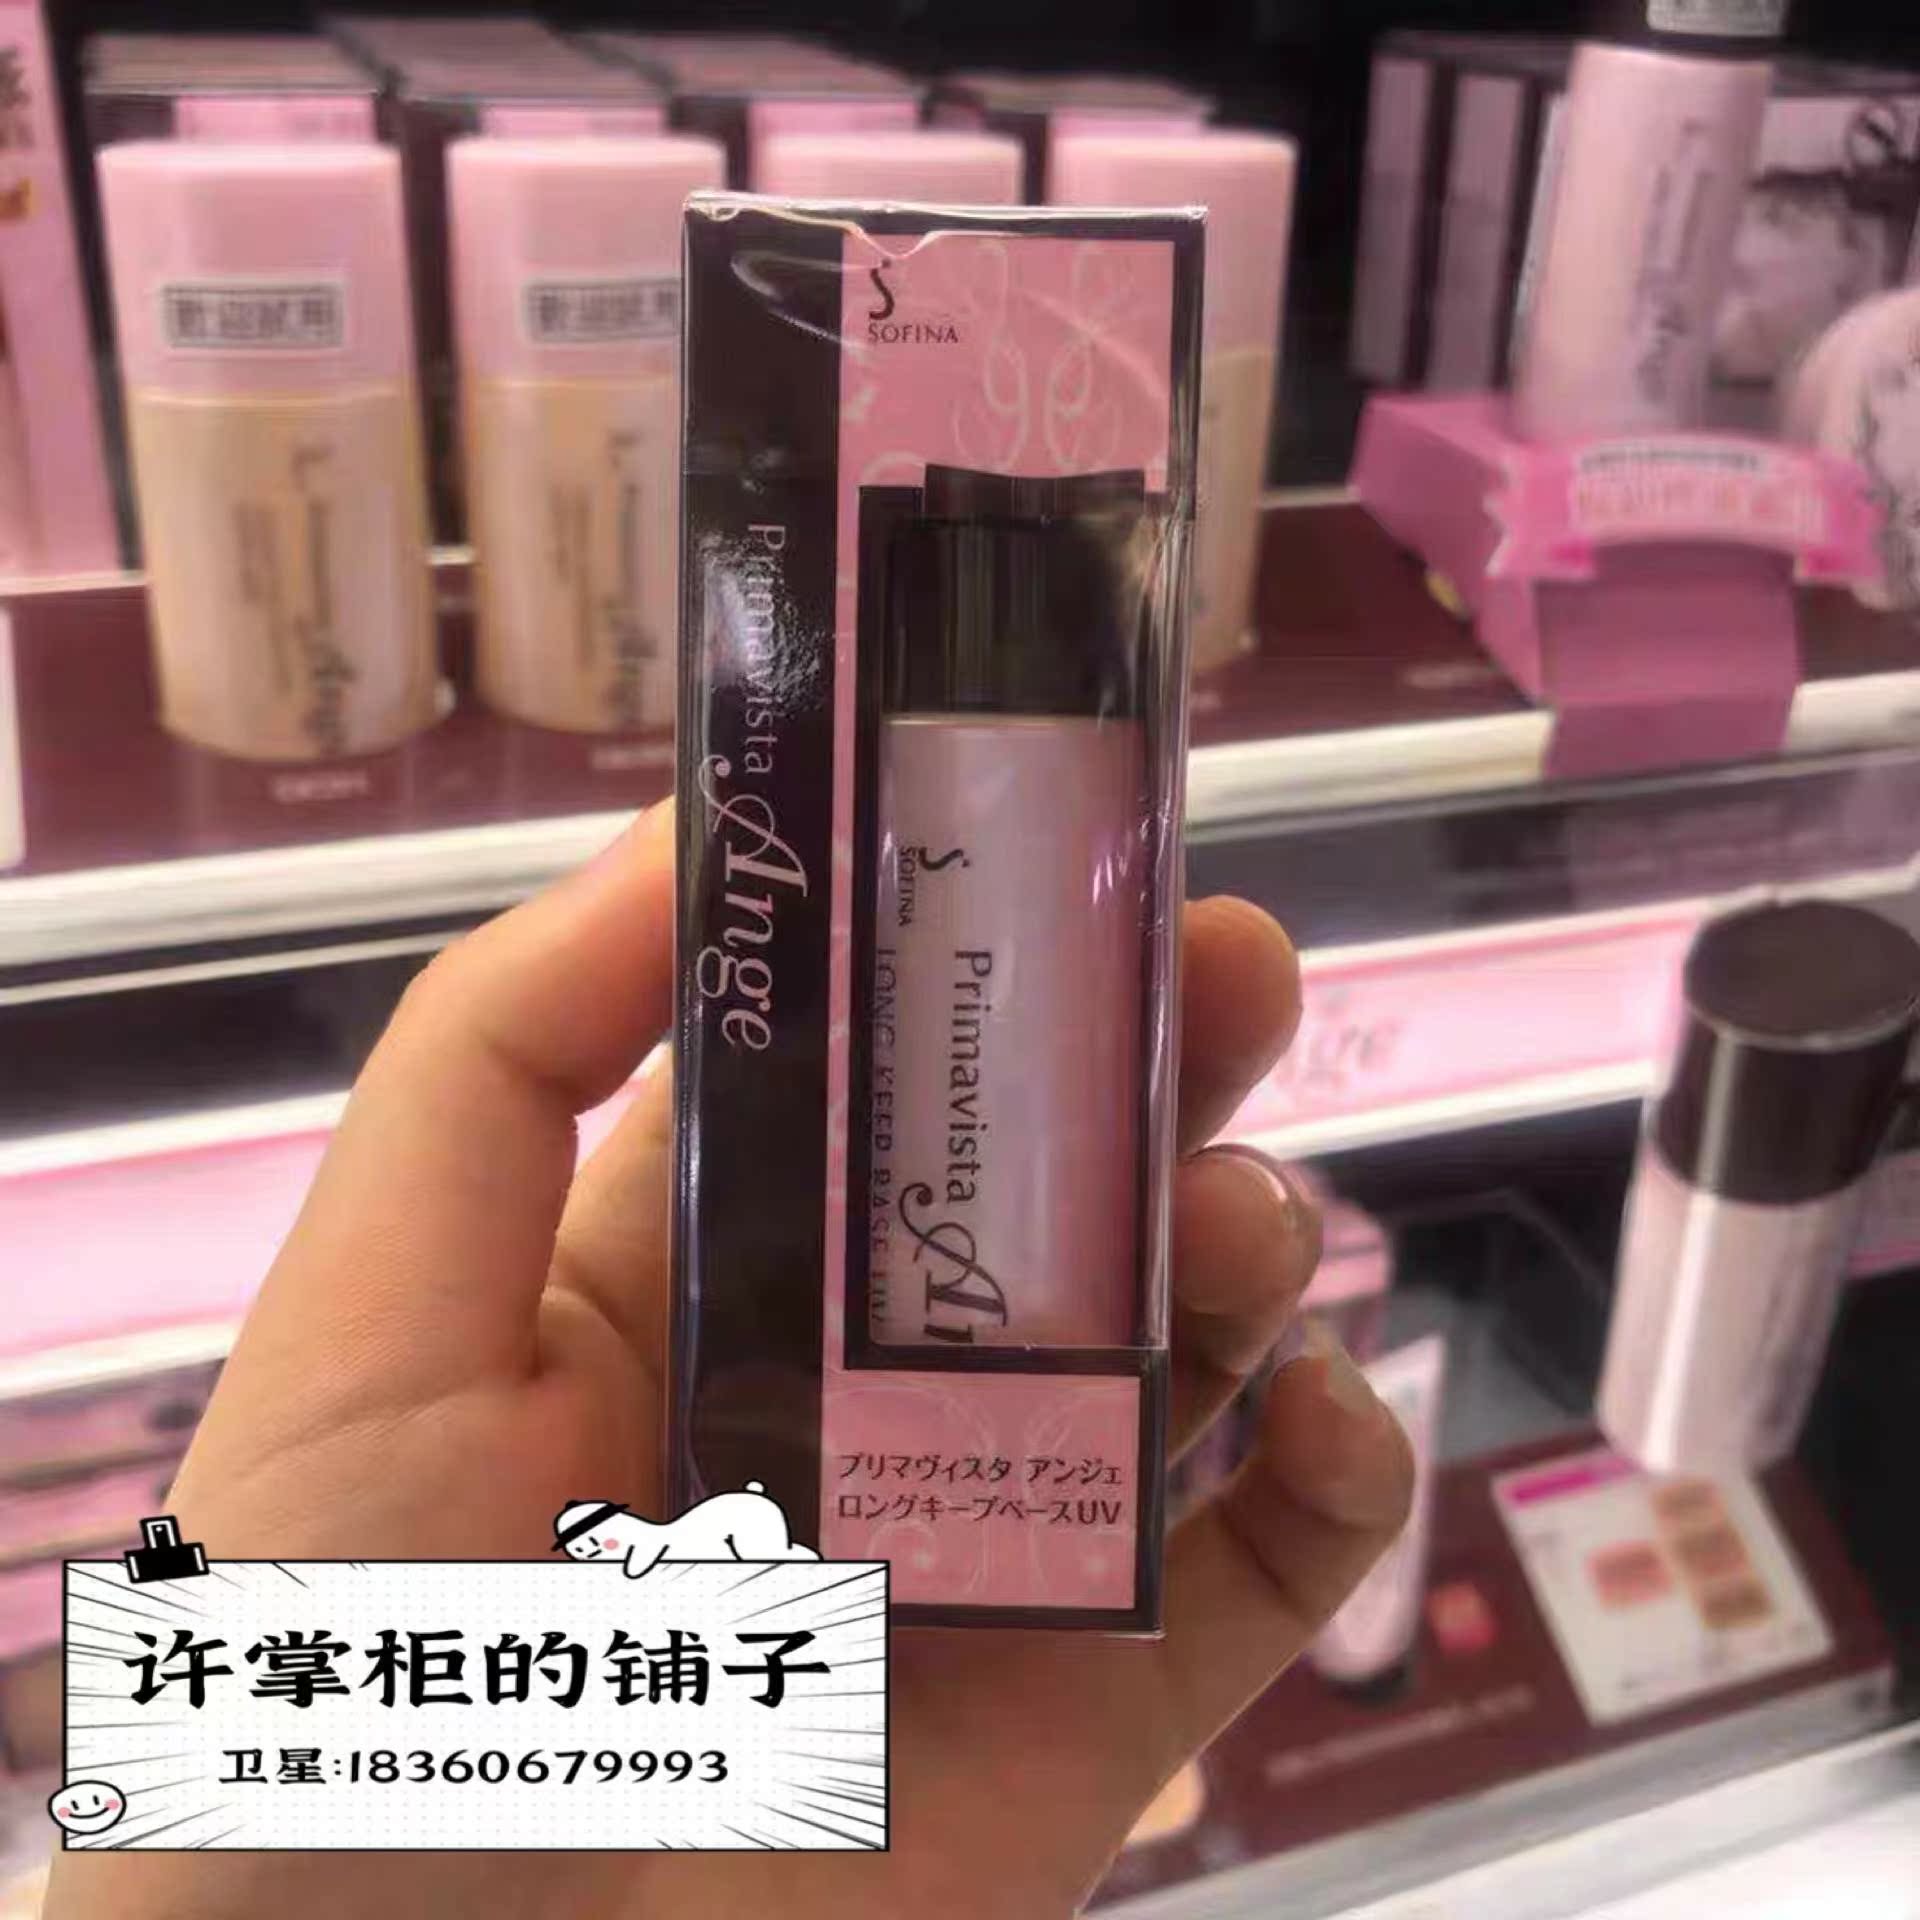 SOFINA
Primavista Ange
SOFINA
Primavista An
LONG KEEP BASE UV
プリマヴィスタ アンジェ
ロングキープベースUV
许掌柜的铺子
卫星:18360679993